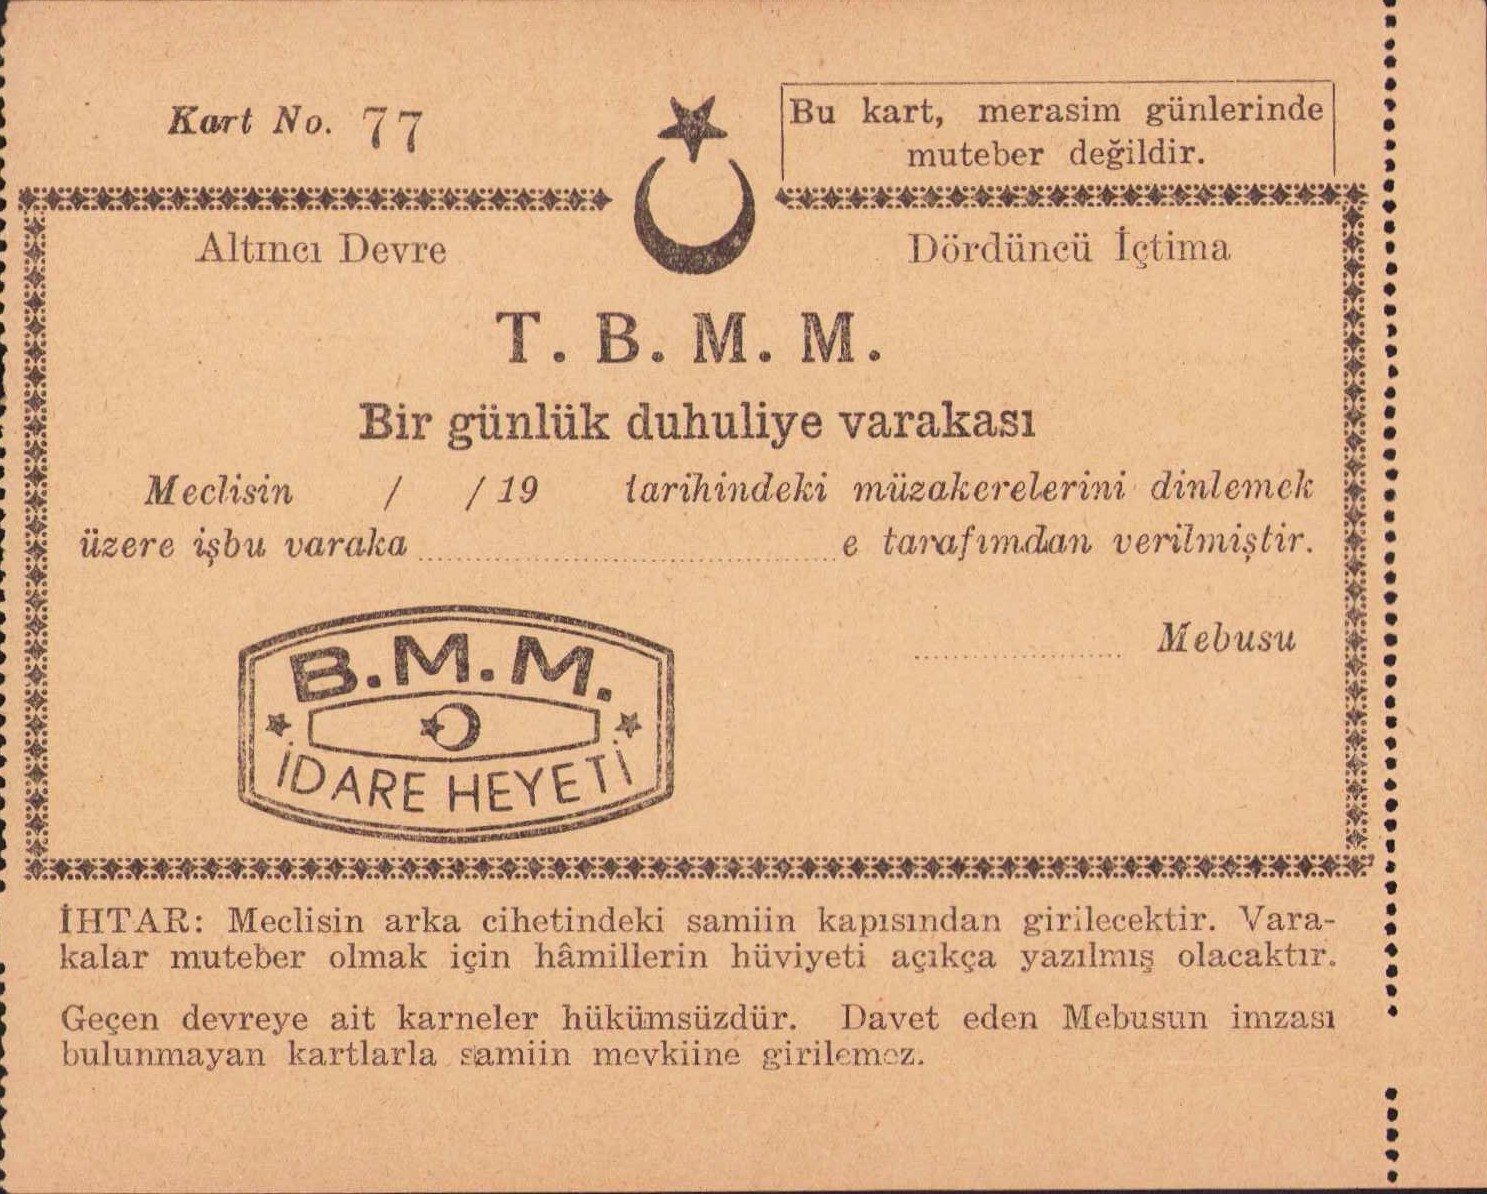 Kart No. 77
Bu kart, merasim günlerinde
muteber değildir.
Altıncı Devre
Dördüncü İçtima
T. B. M. M.
Bir günlük duhuliye varakası
Meclisin / / 19 tarihindeki müzakerelerini dinlemek
üzere işbu varaka ........................................ e tarafımdan verilmiştir.
.................... Mebusu
B.M.M.
İDARE HEYETİ
İHTAR: Meclisin arka cihetindeki samiin kapısından girilecektir. Vara-
kalar muteber olmak için hâmillerin hüviyeti açıkça yazılmış olacaktır.
Geçen devreye ait karneler hükümsüzdür. Davet eden Mebusun imzası
bulunmayan kartlarla samiin mevkiine girilemez.